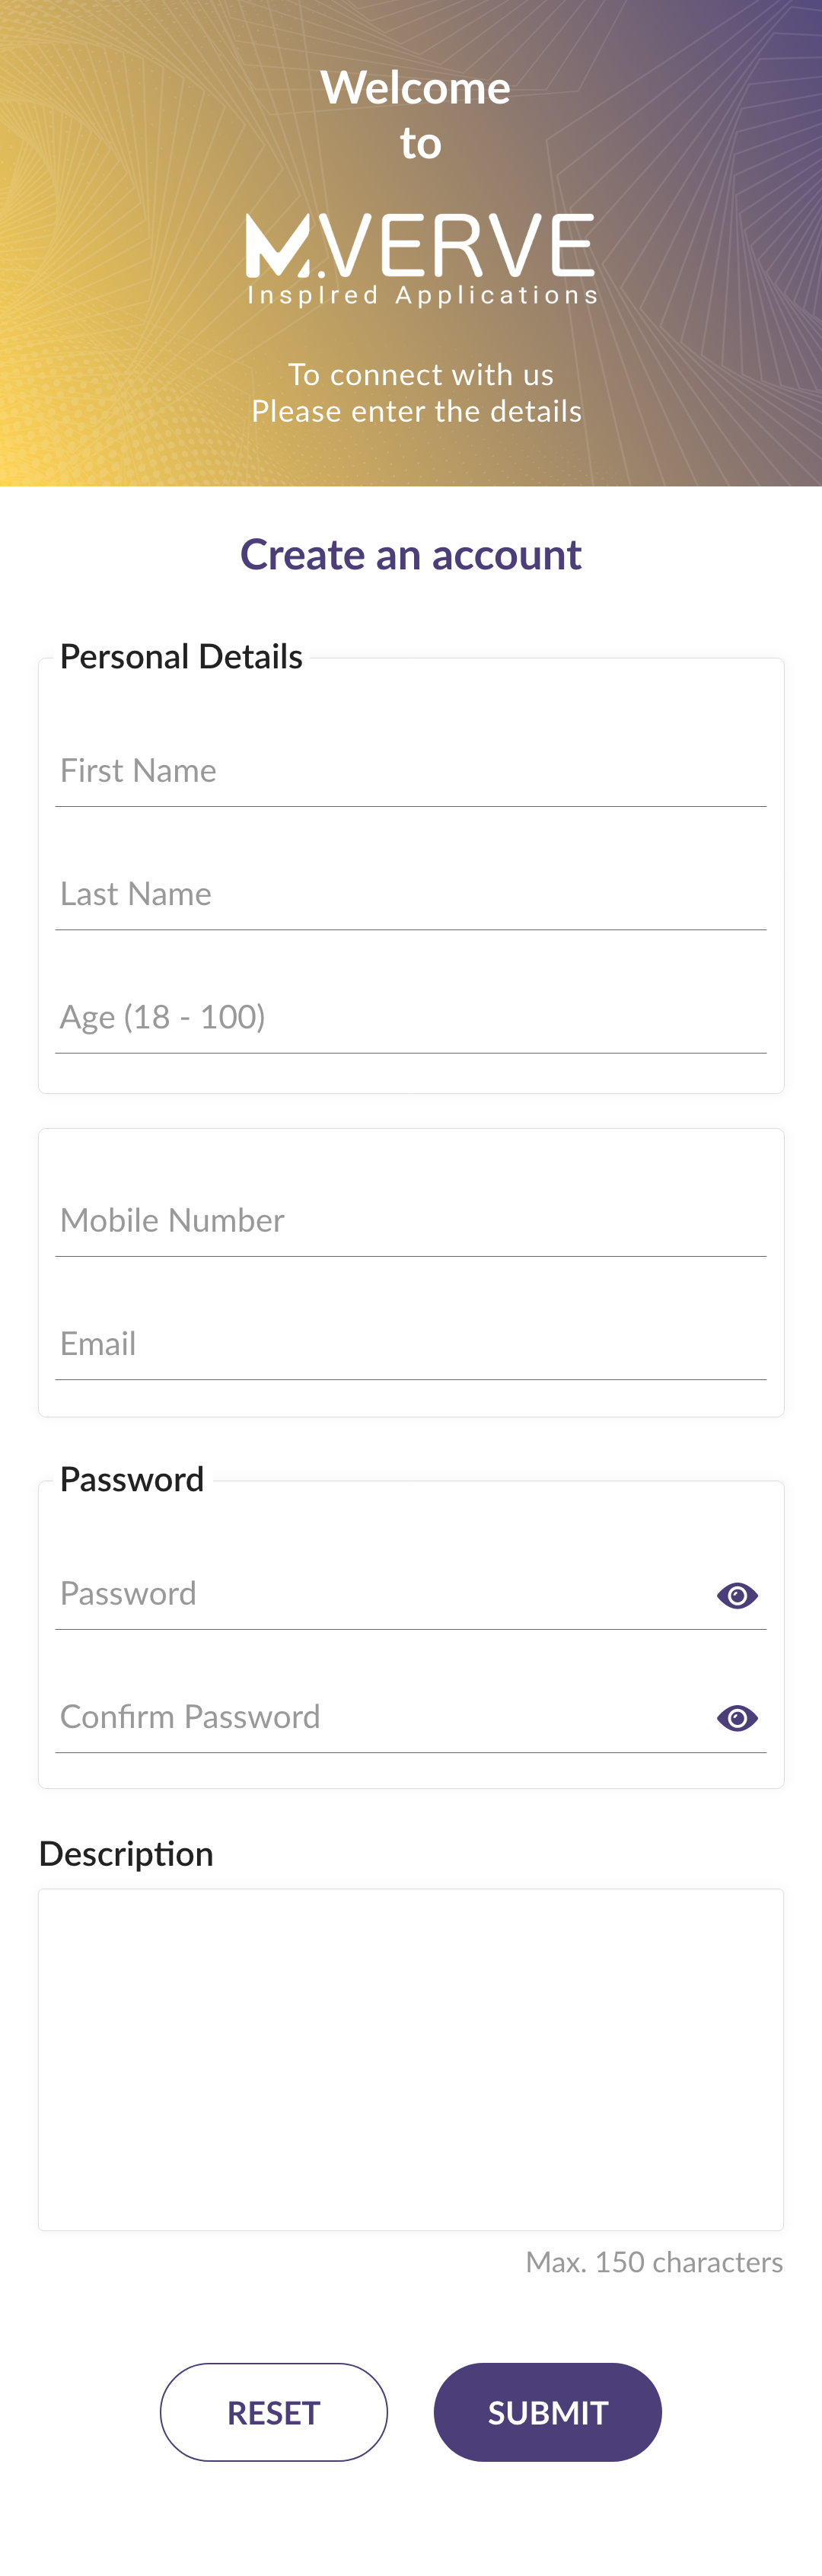 Welcome
to
M.VERVE
InspIred Applications
To connect with us
Please enter the details
Create an account
Personal Details
First Name
Last Name
Age (18 - 100)
Mobile Number
Email
Password
Password
Confirm Password
Description
Max. 150 characters
RESET SUBMIT